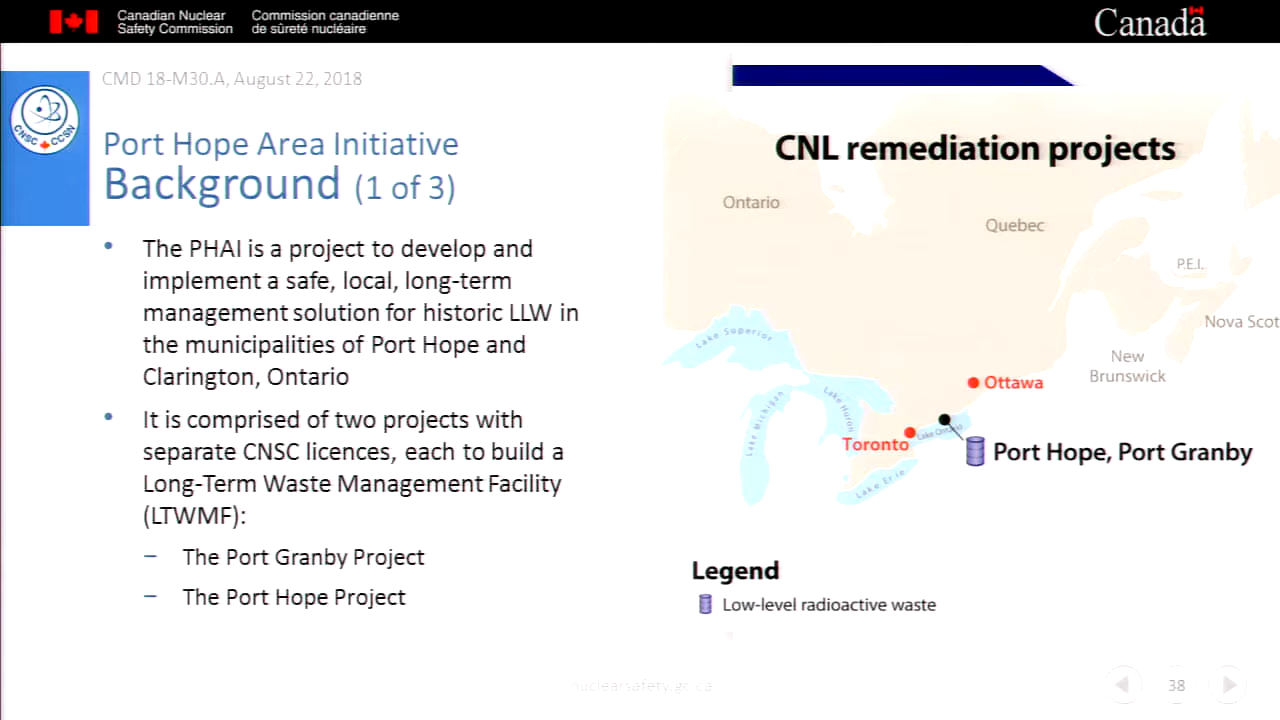 Canadian Nuclear
Safety Commission
Commission canadienne
de sûreté nucléaire
Canada
CMD 18-M30.A, August 22, 2018
CNSC CCSN
Port Hope Area Initiative
Background (1 of 3)
• The PHAI is a project to develop and
implement a safe, local, long-term
management solution for historic LLW in
the municipalities of Port Hope and
Clarington, Ontario
• It is comprised of two projects with
separate CNSC licences, each to build a
Long-Term Waste Management Facility
(LTWMF):
– The Port Granby Project
– The Port Hope Project
CNL remediation projects
Ontario
Quebec
P.E.I.
Nova Scot
New
Brunswick
Lake Superior
Lake Michigan
Lake Huron
Ottawa
Toronto
Lake Ontario
Port Hope, Port Granby
Lake Erie
Legend
Low-level radioactive waste
nuclearsafety.gc.ca
38